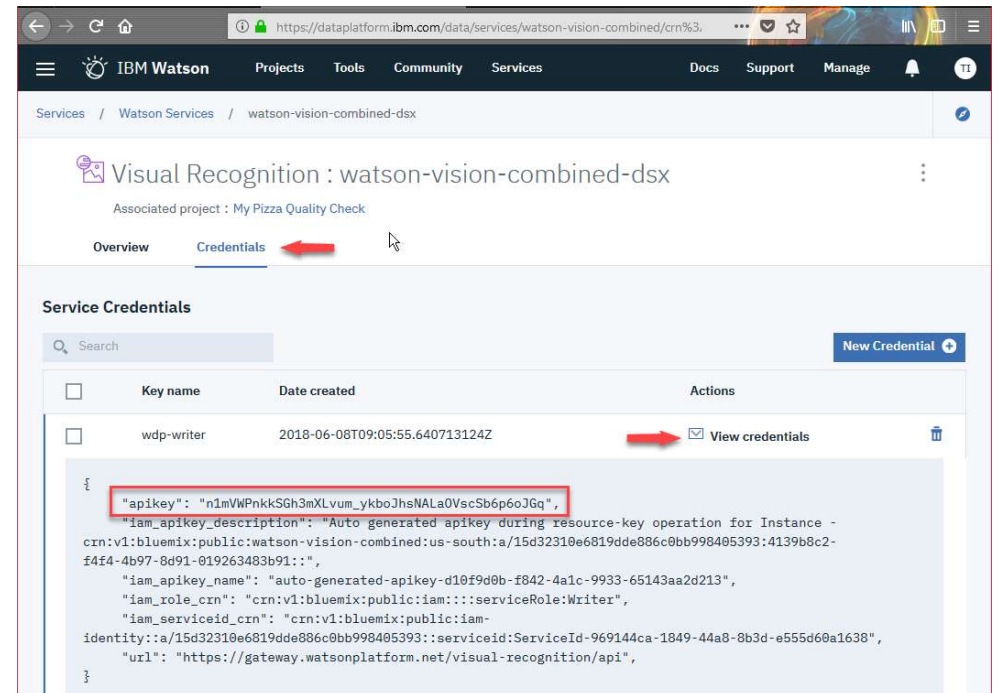 https://dataplatform.ibm.com/data/services/watson-vision-combined/crn%3.
IBM Watson Projects Tools Community Services Docs Support Manage TI
Services / Watson Services / watson-vision-combined-dsx
Visual Recognition : watson-vision-combined-dsx
Associated project : My Pizza Quality Check
Overview Credentials
Service Credentials
Search New Credential
Key name Date created Actions
wdp-writer 2018-06-08T09:05:55.640713124Z View credentials
{
"apikey": "n1mVWPnkkSGh3mXLvum_ykboJhsNALaOVscSb6p6oJGq",
"iam_apikey_description": "Auto generated apikey during resource-key operation for Instance -
crn:v1:bluemix:public:watson-vision-combined:us-south:a/15d32310e6819dde886c0bb998405393:4139b8c2-
f4f4-4b97-8d91-019263483b91::",
"iam_apikey_name": "auto-generated-apikey-d10f9d0b-f842-4a1c-9933-65143aa2d213",
"iam_role_crn": "crn:v1:bluemix:public:iam::::serviceRole:Writer",
"iam_serviceid_crn": "crn:v1:bluemix:public:iam-
identity::a/15d32310e6819dde886c0bb998405393::serviceid:ServiceId-969144ca-1849-44a8-8b3d-e555d60a1638",
"url": "https://gateway.watsonplatform.net/visual-recognition/api",
}